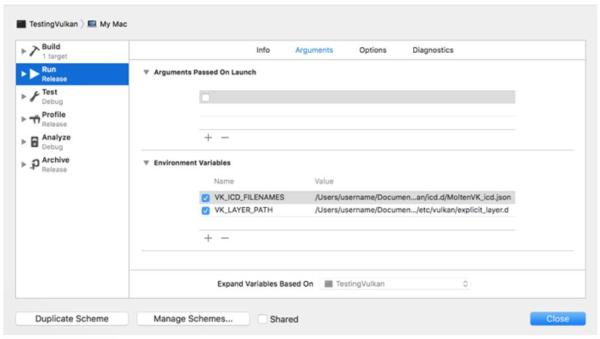 TestingVulkan My Mac
Build
1 target
Run
Release
Test
Debug
Profile
Release
Analyze
Debug
Archive
Release
Info Arguments Options Diagnostics
Arguments Passed On Launch
+ −
Environment Variables
Name Value
VK_ICD_FILENAMES /Users/username/Documen...an/icd.d/MoltenVK_icd.json
VK_LAYER_PATH /Users/username/Documen.../etc/vulkan/explicit_layer.d
+ −
Expand Variables Based On TestingVulkan
Duplicate Scheme Manage Schemes... Shared Close